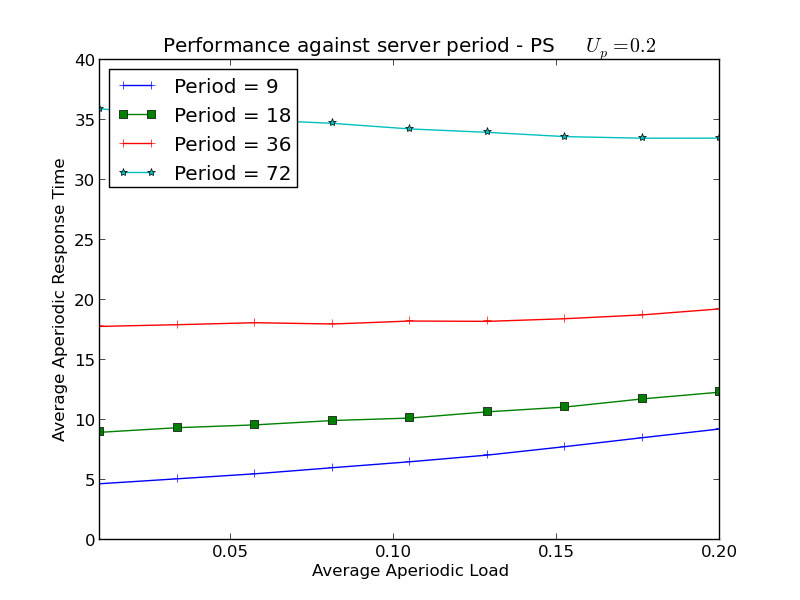 Performance against server period - PS U_p=0.2
40
35
30
25
20
15
10
5
0
Average Aperiodic Response Time
Period = 9
Period = 18
Period = 36
Period = 72
0.05 0.10 0.15 0.20
Average Aperiodic Load